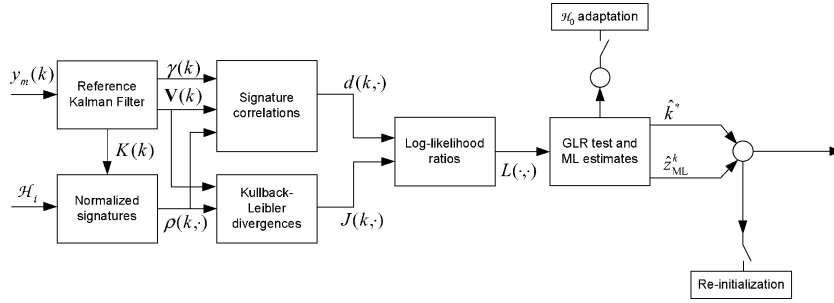 ℋ₀ adaptation
y_m(k)
Reference
Kalman Filter
γ(k)
V(k)
K(k)
Signature
correlations
d(k,·)
Log-likelihood
ratios
L(·,·)
GLR test and
ML estimates
k̂*
ẑ^k_ML
ℋ_i
Normalized
signatures
ρ(k,·)
Kullback-
Leibler
divergences
J(k,·)
Re-initialization